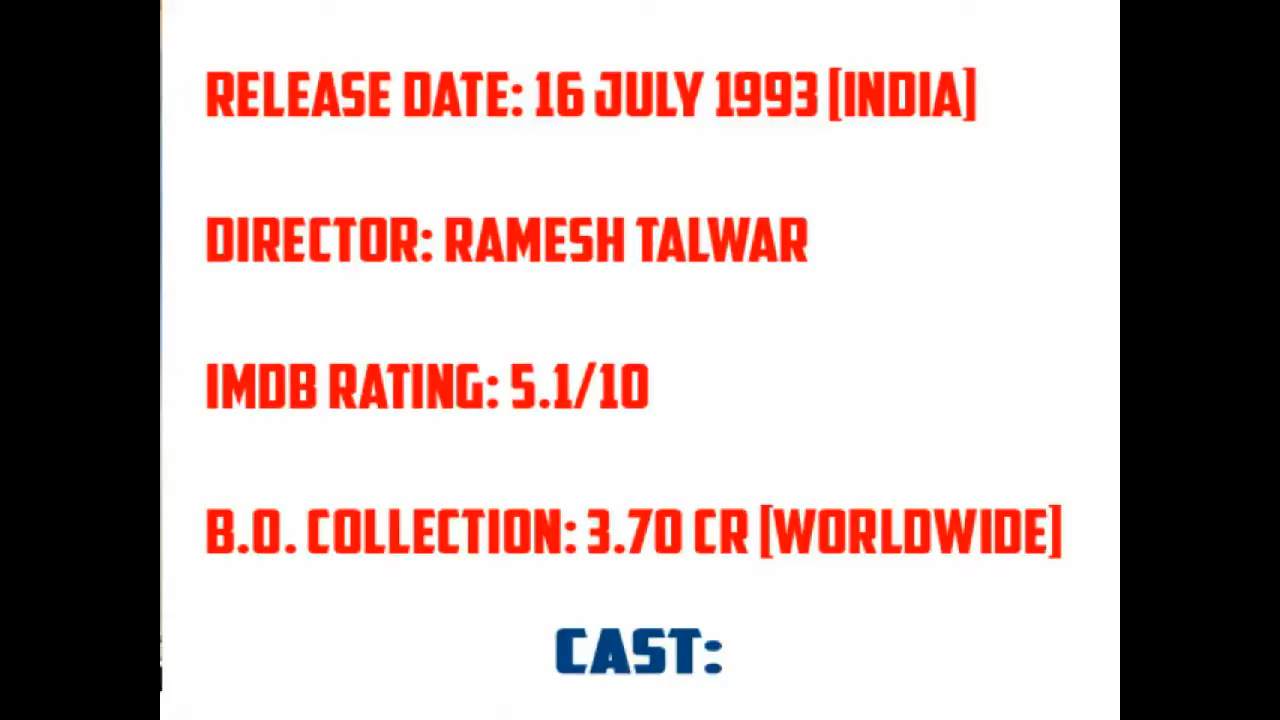 RELEASE DATE: 16 JULY 1993 [INDIA]
DIRECTOR: RAMESH TALWAR
IMDB RATING: 5.1/10
B.O. COLLECTION: 3.70 CR [WORLDWIDE]
CAST: